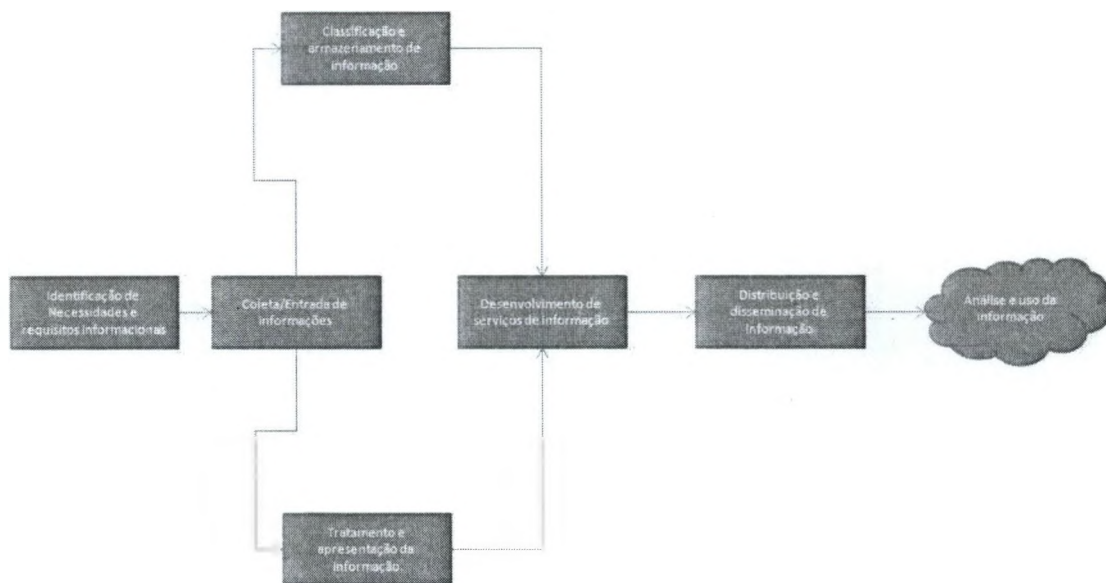 Classificação e
armazenamento de
informação
Identificação de
Necessidades e
requisitos informacionais
Coleta/Entrada de
informações
Desenvolvimento de
serviços de informação
Distribuição e
disseminação de
informação
Análise e uso da
informação
Tratamento e
apresentação da
informação